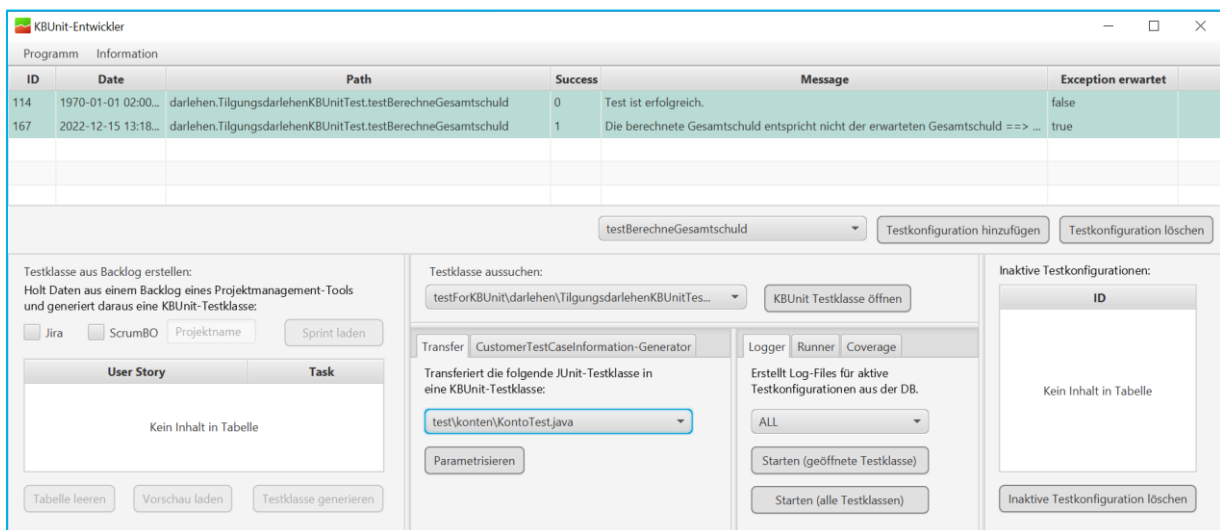 KBUnit-Entwickler
Programm Information
ID Date Path Success Message Exception erwartet
114 1970-01-01 02:00... darlehen.TilgungsdarlehenKBUnitTest.testBerechneGesamtschuld 0 Test ist erfolgreich. false
167 2022-12-15 13:18... darlehen.TilgungsdarlehenKBUnitTest.testBerechneGesamtschuld 1 Die berechnete Gesamtschuld entspricht nicht der erwarteten Gesamtschuld ==> ... true
testBerechneGesamtschuld Testkonfiguration hinzufügen Testkonfiguration löschen
Testklasse aus Backlog erstellen:
Holt Daten aus einem Backlog eines Projektmanagement-Tools
und generiert daraus eine KBUnit-Testklasse:
Jira ScrumBO Projektname Sprint laden
User Story Task
Kein Inhalt in Tabelle
Tabelle leeren Vorschau laden Testklasse generieren
Testklasse aussuchen:
testForKBUnit\darlehen\TilgungsdarlehenKBUnitTes... KBUnit Testklasse öffnen
Transfer CustomerTestCaseInformation-Generator
Transferiert die folgende JUnit-Testklasse in
eine KBUnit-Testklasse:
test\konten\KontoTest.java
Parametrisieren
Logger Runner Coverage
Erstellt Log-Files für aktive
Testkonfigurationen aus der DB.
ALL
Starten (geöffnete Testklasse)
Starten (alle Testklassen)
Inaktive Testkonfigurationen:
ID
Kein Inhalt in Tabelle
Inaktive Testkonfiguration löschen